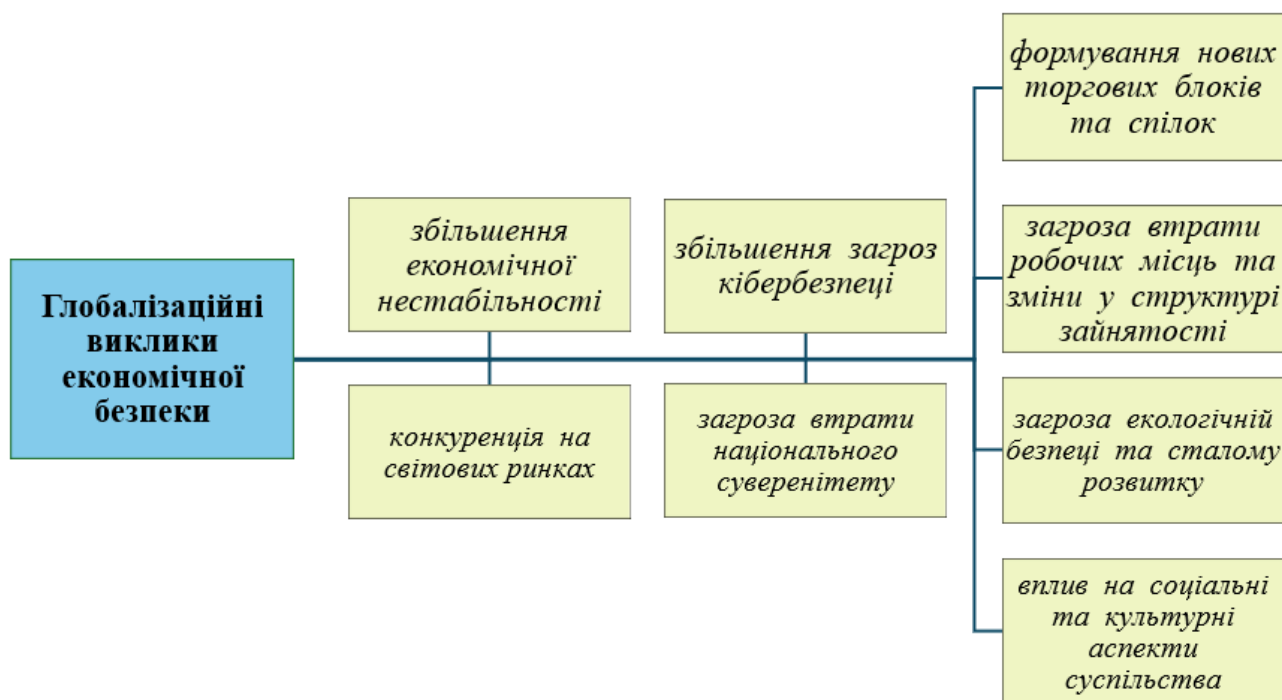 Глобалізаційні
виклики
економічної
безпеки
збільшення
економічної
нестабільності
конкуренція на
світових ринках
збільшення загроз
кібербезпеці
загроза втрати
національного
суверенітету
формування нових
торгових блоків
та спілок
загроза втрати
робочих місць та
зміни у структурі
зайнятості
загроза екологічній
безпеці та сталому
розвитку
вплив на соціальні
та культурні
аспекти
суспільства